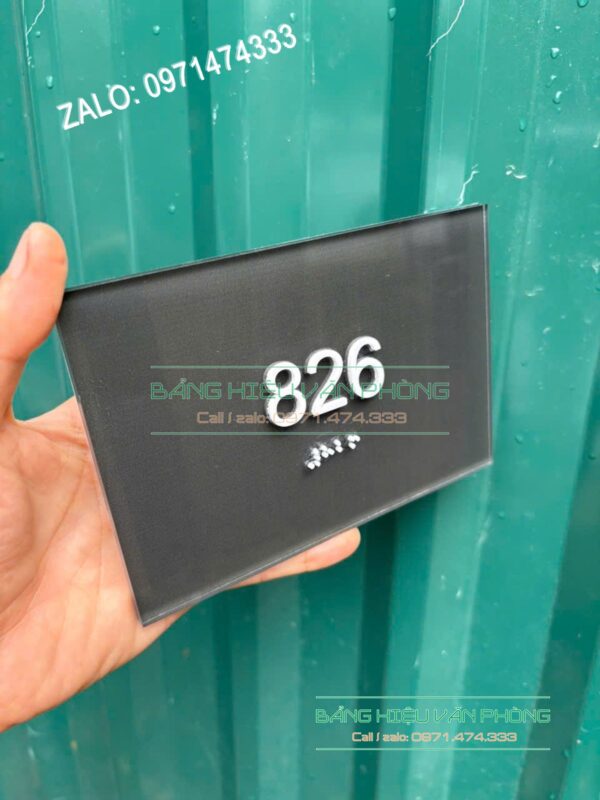 ZALO: 0971474333
826
BẢNG HIỆU VĂN PHÒNG
Call / zalo: 0971.474.333
BẢNG HIỆU VĂN PHÒNG
Call / zalo: 0971.474.333